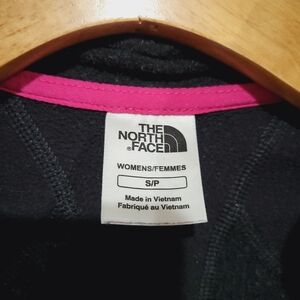 THE
NORTH
FACE
WOMENS/FEMMES
S/P
Made in Vietnam
Fabriqué au Vietnam